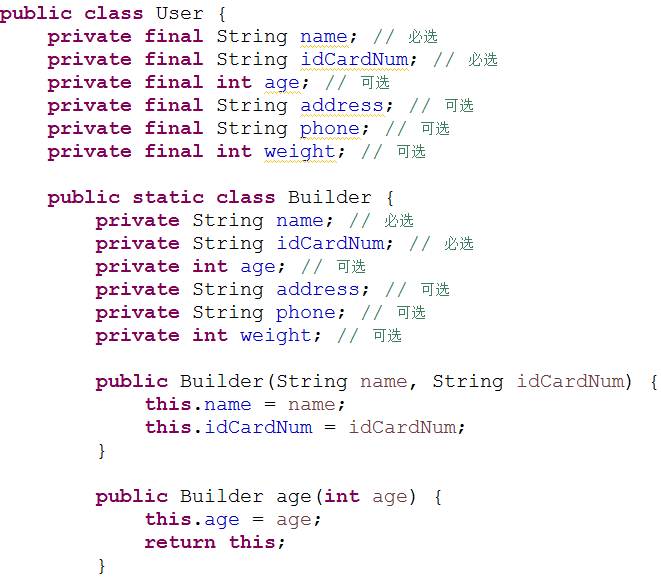 public class User {
    private final String name; // 必选
    private final String idCardNum; // 必选
    private final int age; // 可选
    private final String address; // 可选
    private final String phone; // 可选
    private final int weight; // 可选

    public static class Builder {
        private String name; // 必选
        private String idCardNum; // 必选
        private int age; // 可选
        private String address; // 可选
        private String phone; // 可选
        private int weight; // 可选

        public Builder(String name, String idCardNum) {
            this.name = name;
            this.idCardNum = idCardNum;
        }

        public Builder age(int age) {
            this.age = age;
            return this;
        }